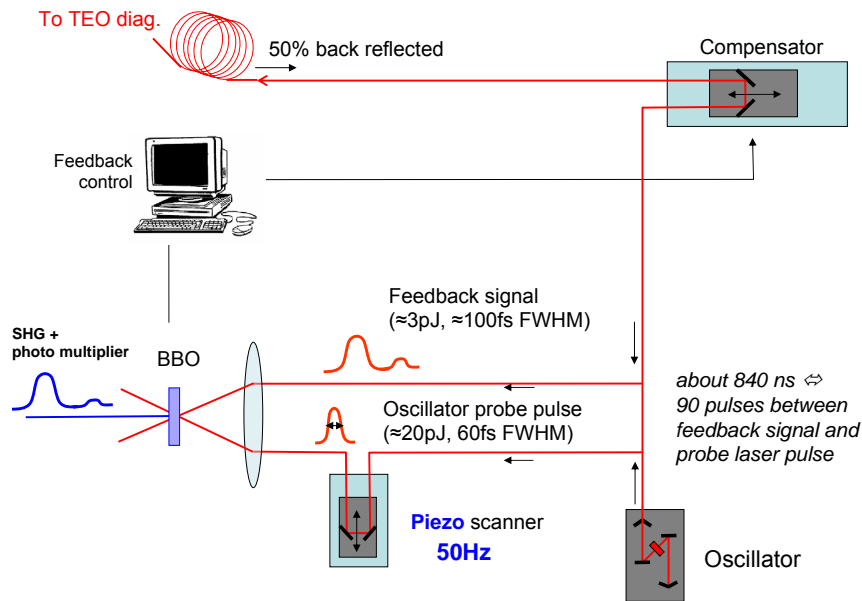 To TEO diag.
50% back reflected
Compensator
Feedback
control
Feedback signal
(≈3pJ, ≈100fs FWHM)
SHG +
photo multiplier
BBO
about 840 ns ⇔
90 pulses between
feedback signal and
probe laser pulse
Oscillator probe pulse
(≈20pJ, 60fs FWHM)
Piezo scanner
50Hz
Oscillator